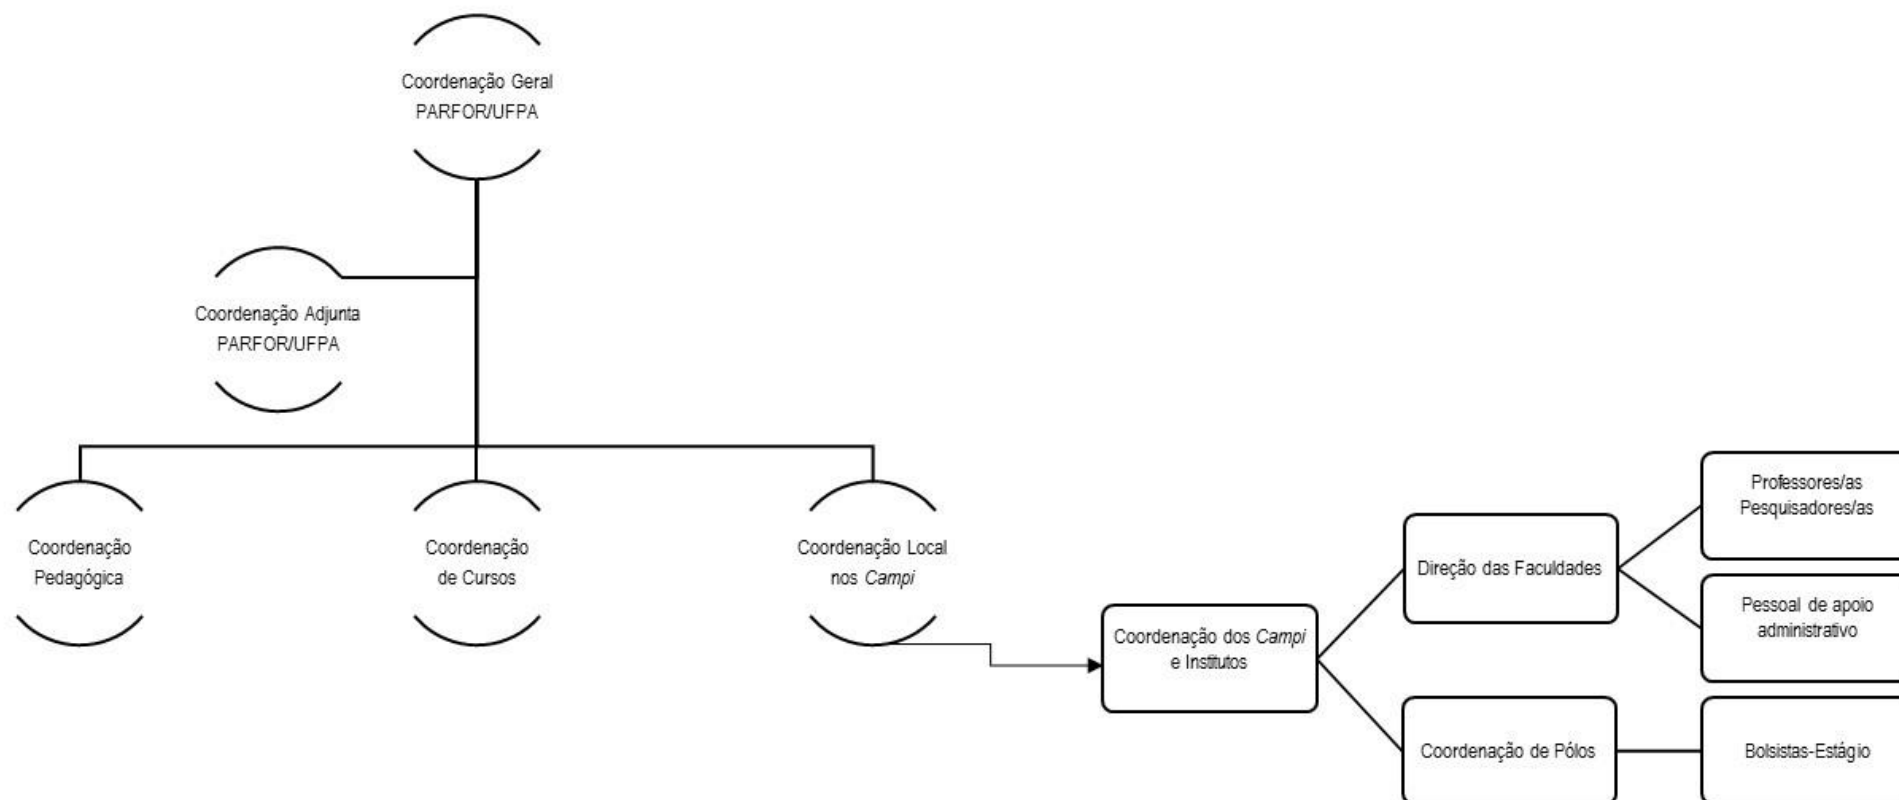 Coordenação Geral
PARFOR/UFPA
Coordenação Adjunta
PARFOR/UFPA
Coordenação
Pedagógica
Coordenação
de Cursos
Coordenação Local
nos Campi
Coordenação dos Campi
e Institutos
Direção das Faculdades
Coordenação de Pólos
Professores/as
Pesquisadores/as
Pessoal de apoio
administrativo
Bolsistas-Estágio